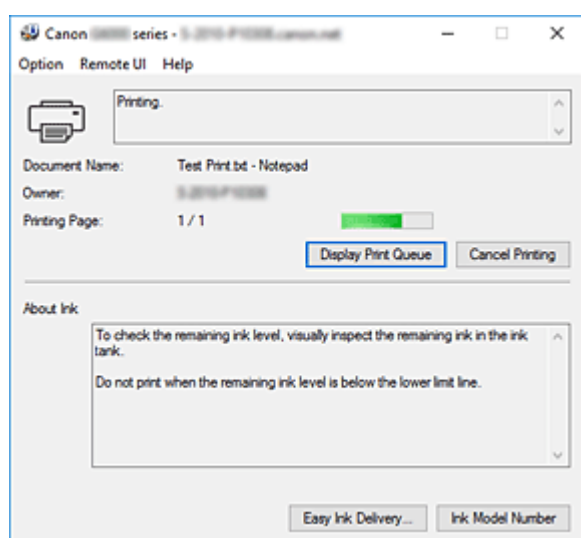 Canon series -
Option Remote UI Help
Printing.
Document Name: Test Print.txt - Notepad
Owner:
Printing Page: 1 / 1
Display Print Queue Cancel Printing
About Ink
To check the remaining ink level, visually inspect the remaining ink in the ink
tank.
Do not print when the remaining ink level is below the lower limit line.
Easy Ink Delivery... Ink Model Number